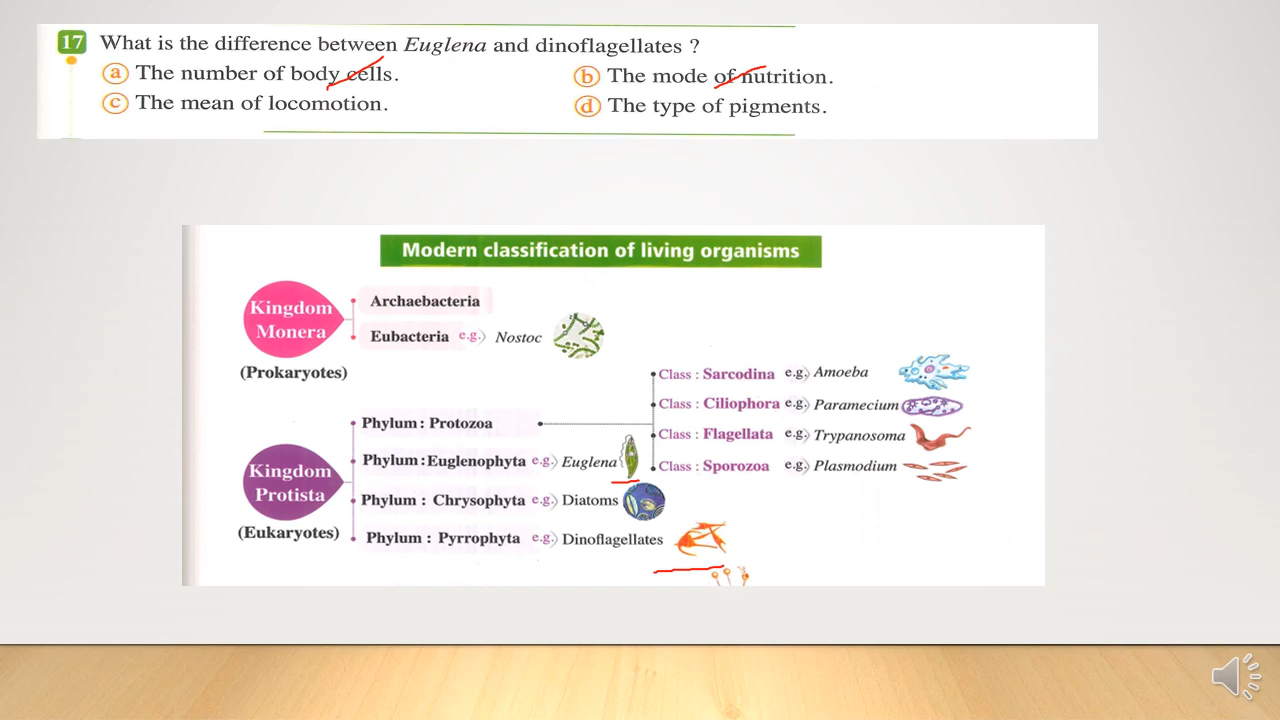 17 What is the difference between Euglena and dinoflagellates ?
a The number of body cells.
b The mode of nutrition.
c The mean of locomotion.
d The type of pigments.
Modern classification of living organisms
Kingdom Monera
(Prokaryotes)
Archaebacteria
Eubacteria e.g. Nostoc
Kingdom Protista
(Eukaryotes)
Phylum : Protozoa
Class : Sarcodina e.g. Amoeba
Class : Ciliophora e.g. Paramecium
Class : Flagellata e.g. Trypanosoma
Class : Sporozoa e.g. Plasmodium
Phylum : Euglenophyta e.g. Euglena
Phylum : Chrysophyta e.g. Diatoms
Phylum : Pyrrophyta e.g. Dinoflagellates